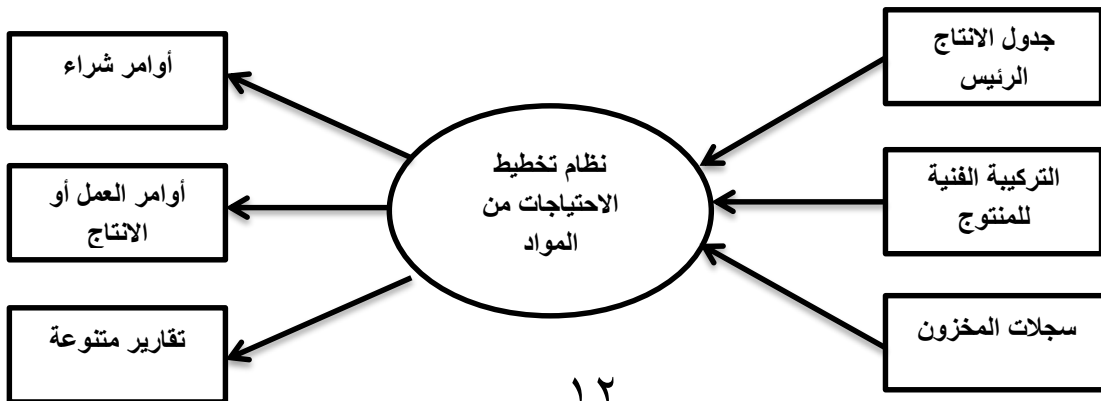 جدول الانتاج
الرئيس
التركيبة الفنية
للمنتوج
سجلات المخزون
نظام تخطيط
الاحتياجات من
المواد
أوامر شراء
أوامر العمل أو
الانتاج
تقارير متنوعة
١٢